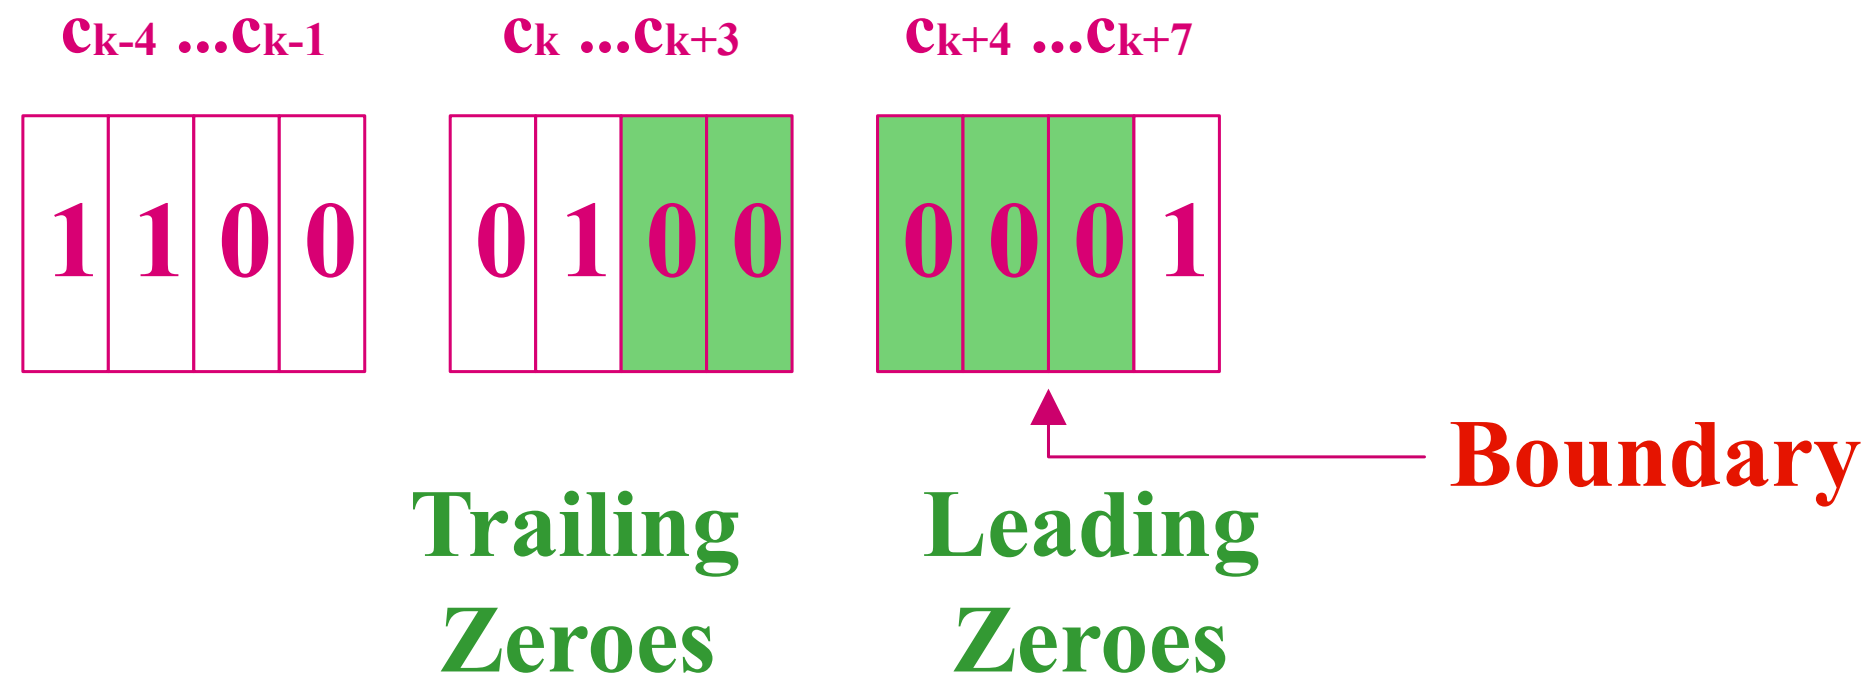 ck-4 ...ck-1 ck ...ck+3 ck+4 ...ck+7
1 1 0 0 0 1 0 0 0 0 0 1
Boundary
Trailing Leading
Zeroes Zeroes